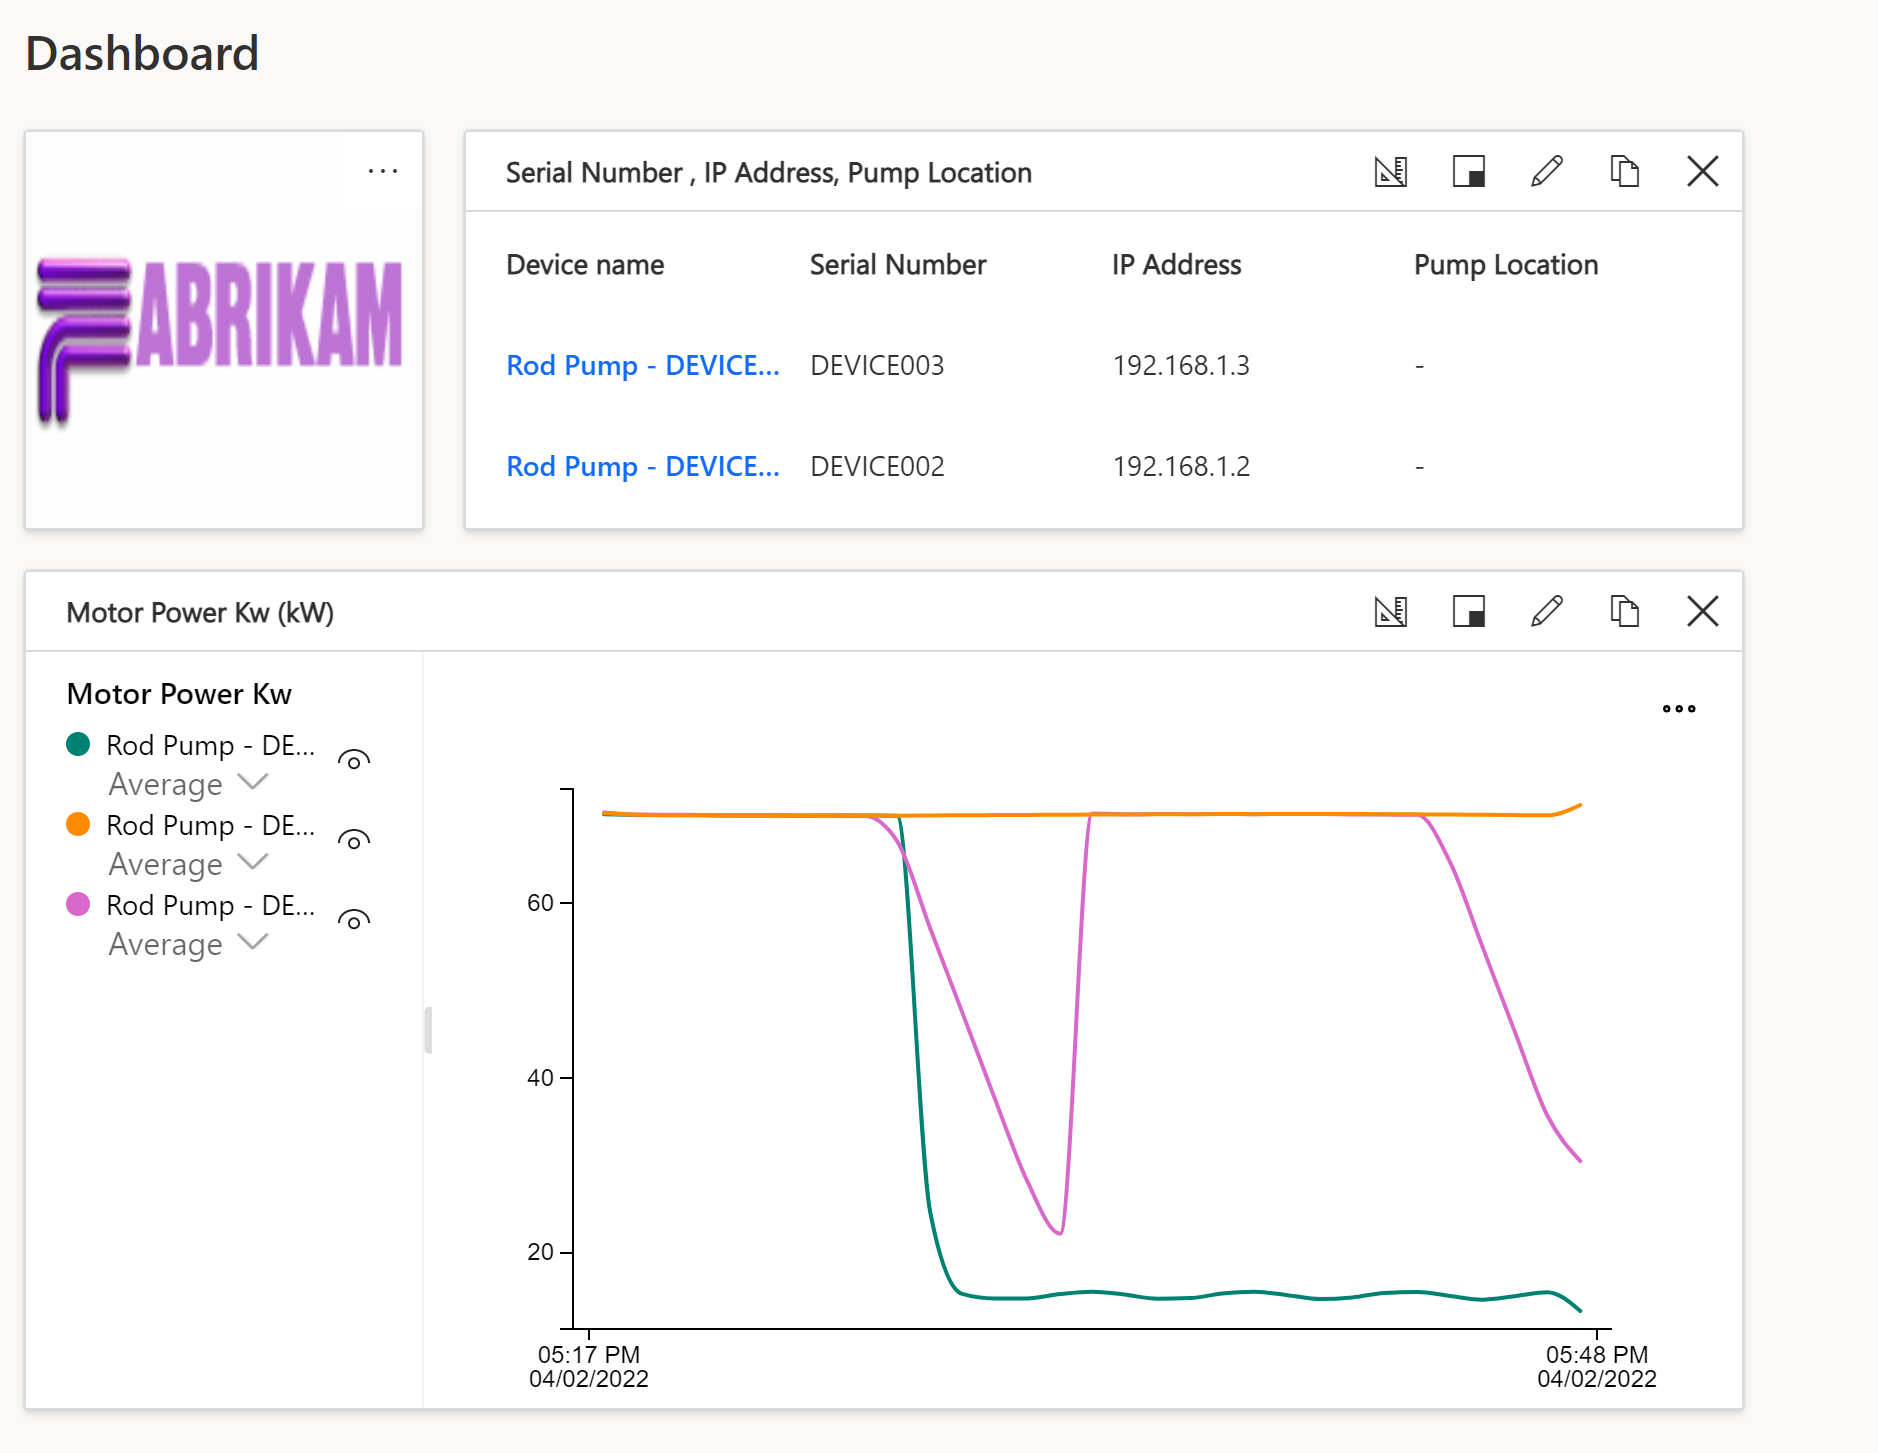 Dashboard
...
FABRIKAM
Serial Number , IP Address, Pump Location
Device name Serial Number IP Address Pump Location
Rod Pump - DEVICE... DEVICE003 192.168.1.3 -
Rod Pump - DEVICE... DEVICE002 192.168.1.2 -
Motor Power Kw (kW)
Motor Power Kw
Rod Pump - DE...
Average
Rod Pump - DE...
Average
Rod Pump - DE...
Average
60
40
20
05:17 PM 05:48 PM
04/02/2022 04/02/2022